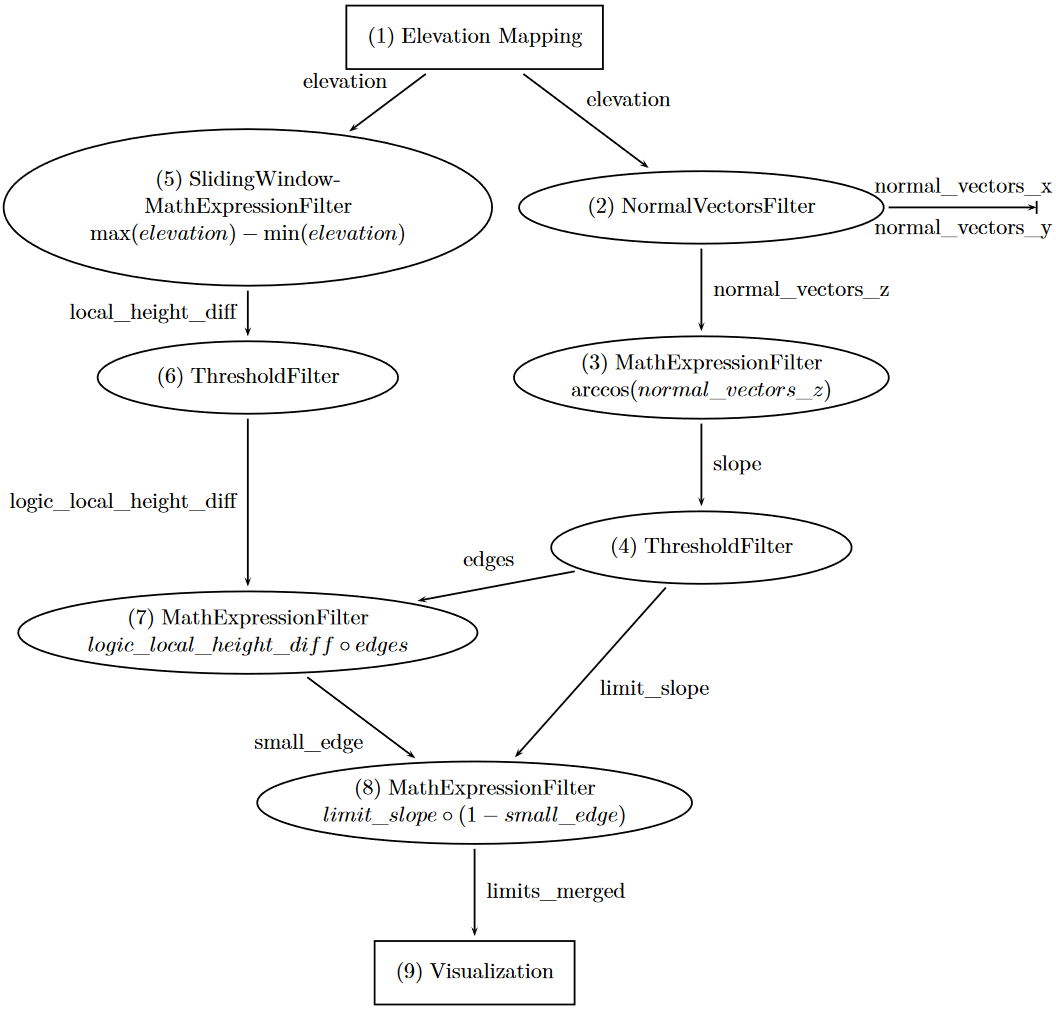 (1) Elevation Mapping
elevation
elevation
(5) SlidingWindow-
MathExpressionFilter
max(elevation) − min(elevation)
(2) NormalVectorsFilter
normal_vectors_x
normal_vectors_y
local_height_diff
normal_vectors_z
(6) ThresholdFilter
(3) MathExpressionFilter
arccos(normal_vectors_z)
slope
logic_local_height_diff
(4) ThresholdFilter
edges
(7) MathExpressionFilter
logic_local_height_diff ∘ edges
limit_slope
small_edge
(8) MathExpressionFilter
limit_slope ∘ (1 − small_edge)
limits_merged
(9) Visualization